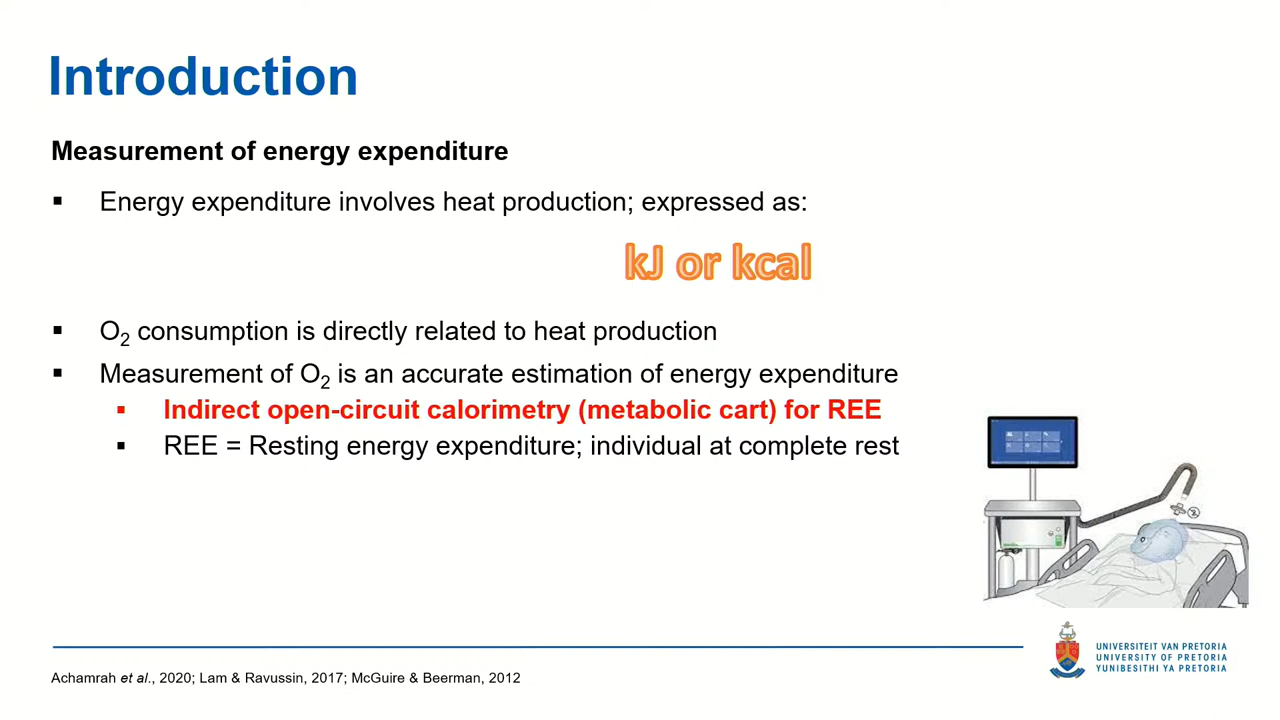 Introduction
Measurement of energy expenditure
▪ Energy expenditure involves heat production; expressed as:
kJ or kcal
▪ O₂ consumption is directly related to heat production
▪ Measurement of O₂ is an accurate estimation of energy expenditure
▪ Indirect open-circuit calorimetry (metabolic cart) for REE
▪ REE = Resting energy expenditure; individual at complete rest
UNIVERSITEIT VAN PRETORIA
UNIVERSITY OF PRETORIA
YUNIBESITHI YA PRETORIA
Achamrah et al., 2020; Lam & Ravussin, 2017; McGuire & Beerman, 2012